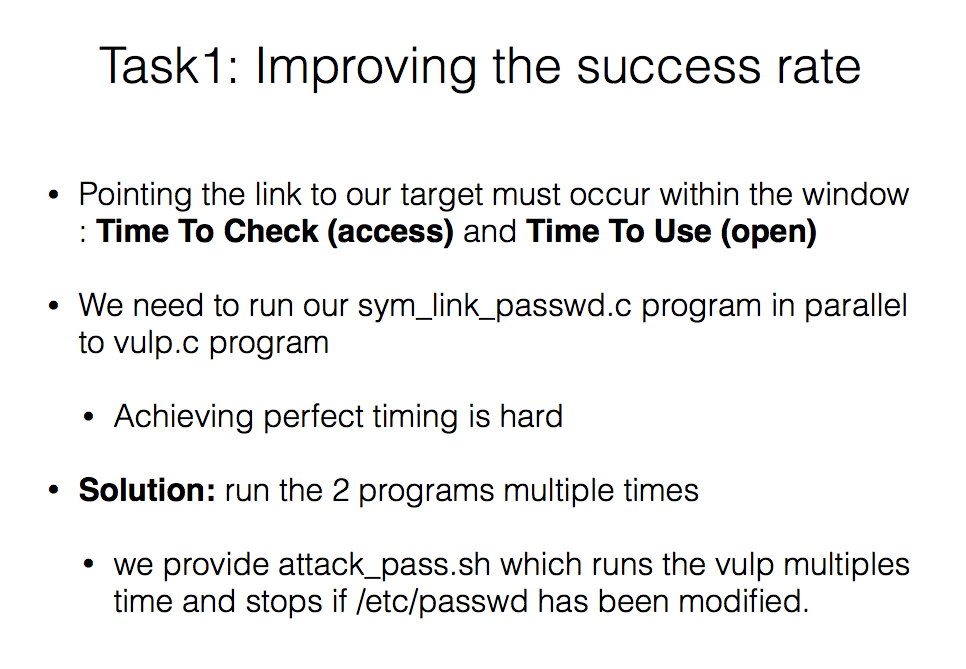 Task1: Improving the success rate
• Pointing the link to our target must occur within the window
: Time To Check (access) and Time To Use (open)
• We need to run our sym_link_passwd.c program in parallel
to vulp.c program
• Achieving perfect timing is hard
• Solution: run the 2 programs multiple times
• we provide attack_pass.sh which runs the vulp multiples
time and stops if /etc/passwd has been modified.